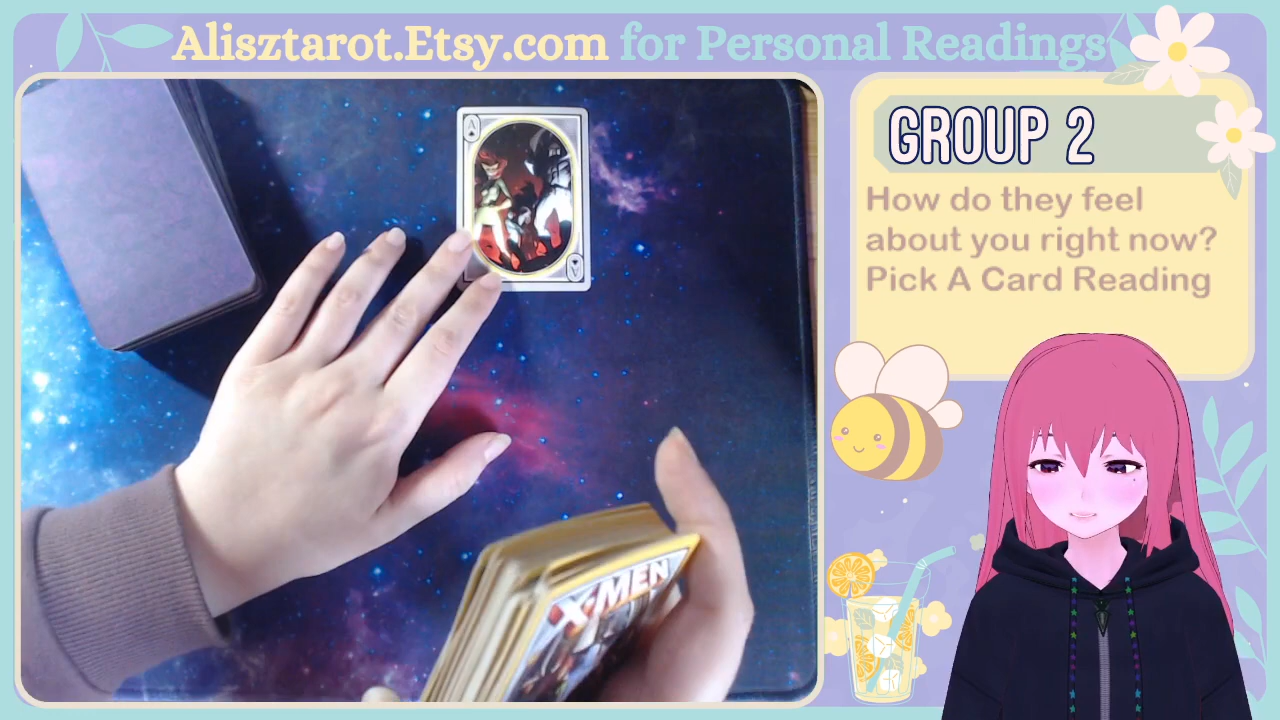 Alisztarot.Etsy.com for Personal Readings
GROUP 2
How do they feel
about you right now?
Pick A Card Reading
A
A
X-MEN